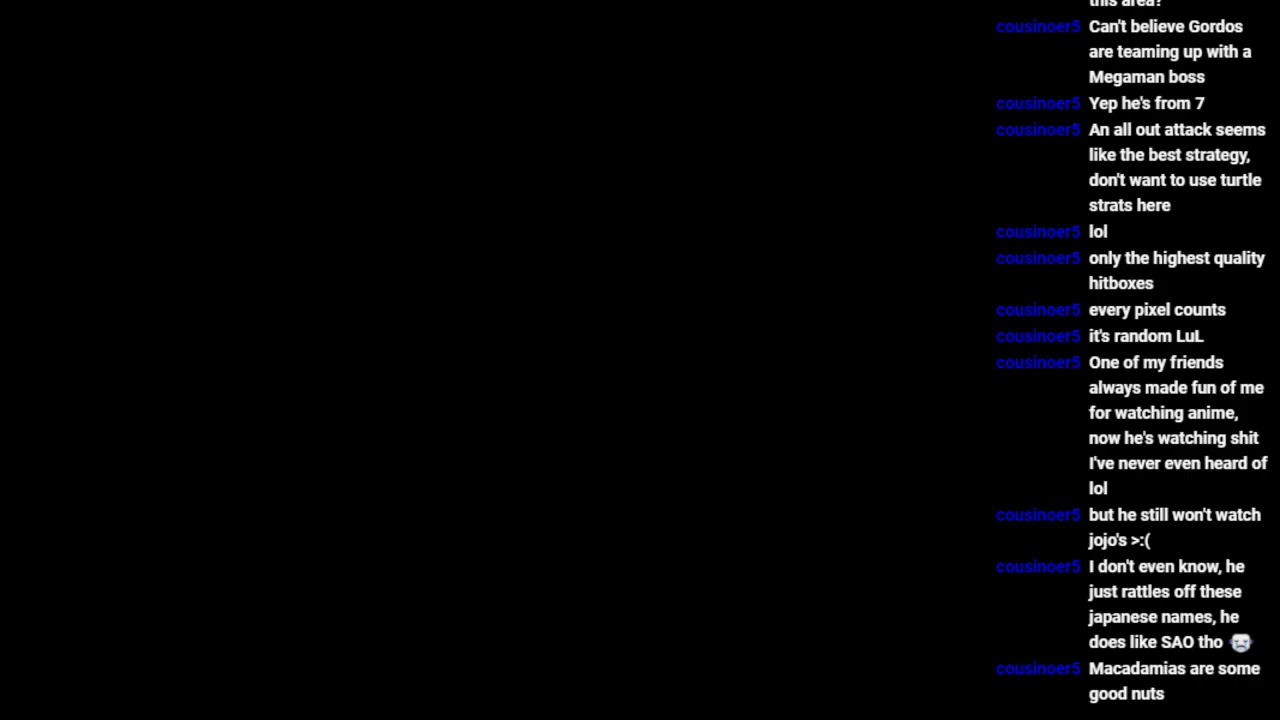 this area?
cousinoer5 Can't believe Gordos
are teaming up with a
Megaman boss
cousinoer5 Yep he's from 7
cousinoer5 An all out attack seems
like the best strategy,
don't want to use turtle
strats here
cousinoer5 lol
cousinoer5 only the highest quality
hitboxes
cousinoer5 every pixel counts
cousinoer5 it's random LuL
cousinoer5 One of my friends
always made fun of me
for watching anime,
now he's watching shit
I've never even heard of
lol
cousinoer5 but he still won't watch
jojo's >:(
cousinoer5 I don't even know, he
just rattles off these
japanese names, he
does like SAO tho
cousinoer5 Macadamias are some
good nuts